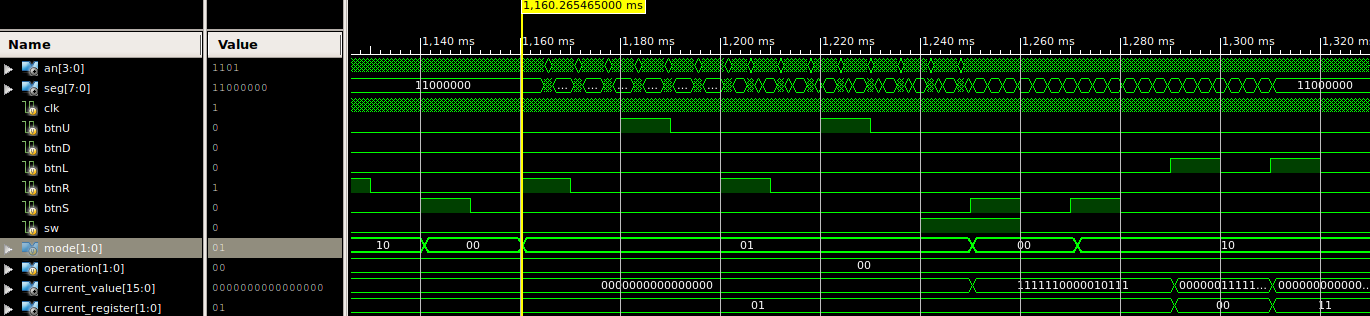 1,160.265465000 ms
Name Value 1,140 ms 1,160 ms 1,180 ms 1,200 ms 1,220 ms 1,240 ms 1,260 ms 1,280 ms 1,300 ms 1,320 m
an[3:0] 1101
seg[7:0] 11000000 11000000 ... ... ... ... ... ... 11000000
clk 1
btnU 0
btnD 0
btnL 0
btnR 1
btnS 0
sw 0
mode[1:0] 01 10 00 01 00 10
operation[1:0] 00 00
current_value[15:0] 0000000000000000 0000000000000000 1111110000010111 00000011111... 000000000000...
current_register[1:0] 01 01 00 11